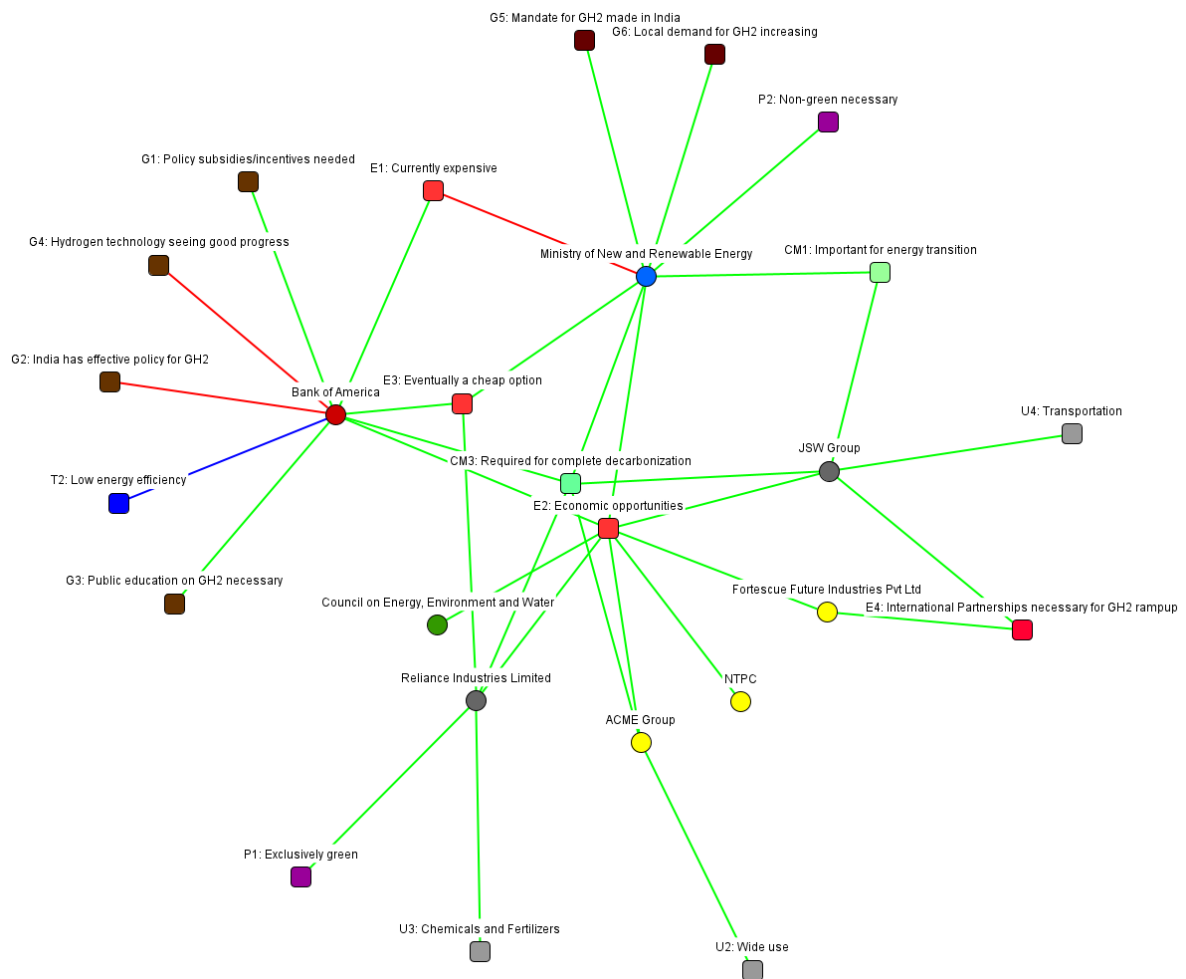 G5: Mandate for GH2 made in India
G6: Local demand for GH2 increasing
P2: Non-green necessary
G1: Policy subsidies/incentives needed
E1: Currently expensive
G4: Hydrogen technology seeing good progress
Ministry of New and Renewable Energy
CM1: Important for energy transition
G2: India has effective policy for GH2
Bank of America
E3: Eventually a cheap option
U4: Transportation
JSW Group
CM3: Required for complete decarbonization
T2: Low energy efficiency
E2: Economic opportunities
G3: Public education on GH2 necessary
Fortescue Future Industries Pvt Ltd
Council on Energy, Environment and Water
E4: International Partnerships necessary for GH2 rampup
Reliance Industries Limited
NTPC
ACME Group
P1: Exclusively green
U3: Chemicals and Fertilizers
U2: Wide use